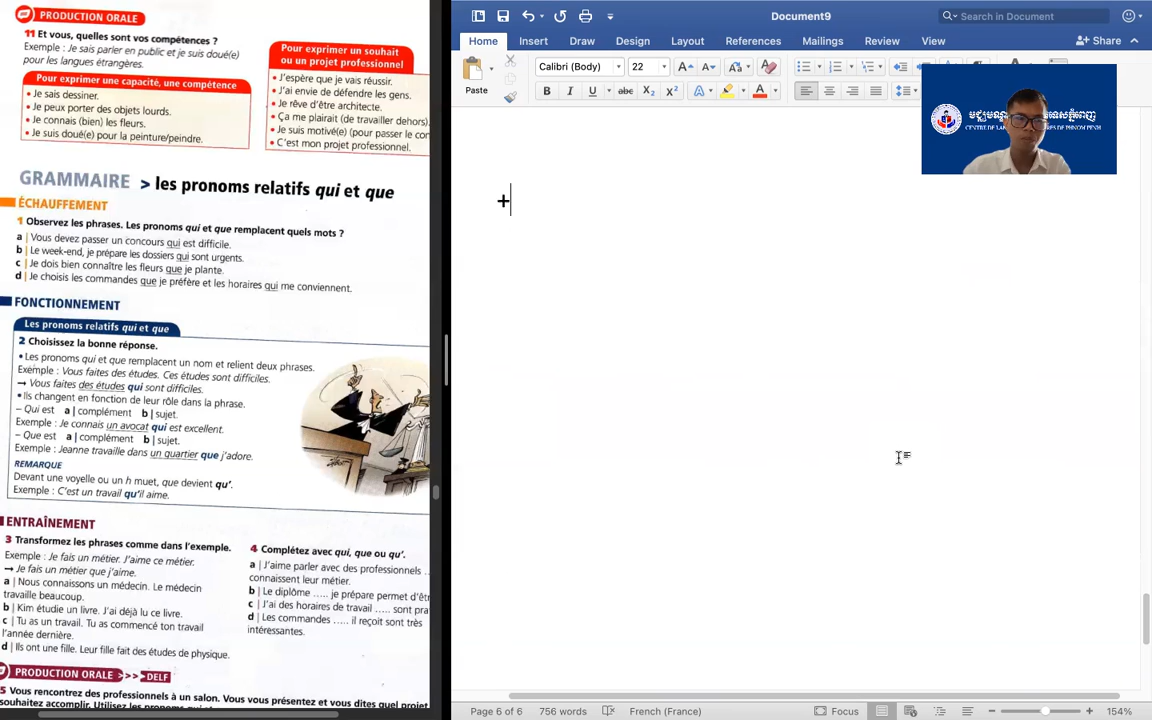 PRODUCTION ORALE
11 Et vous, quelles sont vos compétences ?
Exemple : Je sais parler en public et je suis doué(e)
pour les langues étrangères.
Pour exprimer une capacité, une compétence
• Je sais dessiner.
• Je peux porter des objets lourds.
• Je connais (bien) les fleurs.
• Je suis doué(e) pour la peinture/peindre.
Pour exprimer un souhait
ou un projet professionnel
• J'espère que je vais réussir.
• J'ai envie de défendre les gens.
• Je rêve d'être architecte.
• Ça me plairait (de travailler dehors).
• Je suis motivé(e) (pour passer le con
• C'est mon projet professionnel.
GRAMMAIRE > les pronoms relatifs qui et que
ÉCHAUFFEMENT
1 Observez les phrases. Les pronoms qui et que remplacent quels mots ?
a | Vous devez passer un concours qui est difficile.
b | Le week-end, je prépare les dossiers qui sont urgents.
c | Je dois bien connaître les fleurs que je plante.
d | Je choisis les commandes que je préfère et les horaires qui me conviennent.
FONCTIONNEMENT
Les pronoms relatifs qui et que
2 Choisissez la bonne réponse.
• Les pronoms qui et que remplacent un nom et relient deux phrases.
Exemple : Vous faites des études. Ces études sont difficiles.
→ Vous faites des études qui sont difficiles.
• Ils changent en fonction de leur rôle dans la phrase.
– Qui est a | complément b | sujet.
Exemple : Je connais un avocat qui est excellent.
– Que est a | complément b | sujet.
Exemple : Jeanne travaille dans un quartier que j'adore.
REMARQUE
Devant une voyelle ou un h muet, que devient qu'.
Exemple : C'est un travail qu'il aime.
ENTRAÎNEMENT
3 Transformez les phrases comme dans l'exemple.
Exemple : Je fais un métier. J'aime ce métier.
→ Je fais un métier que j'aime.
a | Nous connaissons un médecin. Le médecin
travaille beaucoup.
b | Kim étudie un livre. J'ai déjà lu ce livre.
c | Tu as un travail. Tu as commencé ton travail
l'année dernière.
d | Ils ont une fille. Leur fille fait des études de physique.
4 Complétez avec qui, que ou qu'.
a | J'aime parler avec des professionnels ..
connaissent leur métier.
b | Le diplôme ..... je prépare permet d'êtr
c | J'ai des horaires de travail ..... sont pra
d | Les commandes ..... il reçoit sont très
intéressantes.
PRODUCTION ORALE >>> DELF
5 Vous rencontrez des professionnels à un salon. Vous vous présentez et vous dites quel projet
souhaitez accomplir. Utilisez les pronoms
Document9
Search in Document
Home Insert Draw Design Layout References Mailings Review View Share
Paste
Calibri (Body) 22
B I U abc X₂ X²
+
Page 6 of 6 756 words French (France) Focus 154%